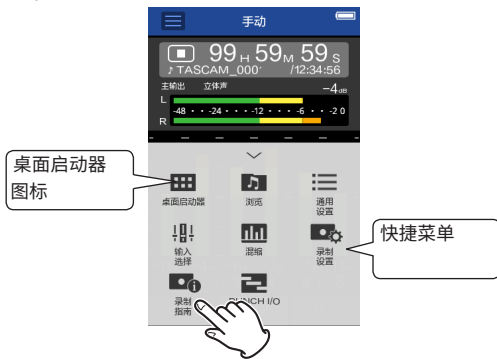 手动
99 H 59 M 59 S
♪ TASCAM_000 /12:34:56
主输出 立体声 -4dB
L
-48 · · -24 · · · -12 · · · -6 · · -2 0
R
桌面启动器
图标
桌面启动器 浏览 通用
设置
快捷菜单
输入
选择
混缩
录制
设置
录制
指南
PUNCH I/O